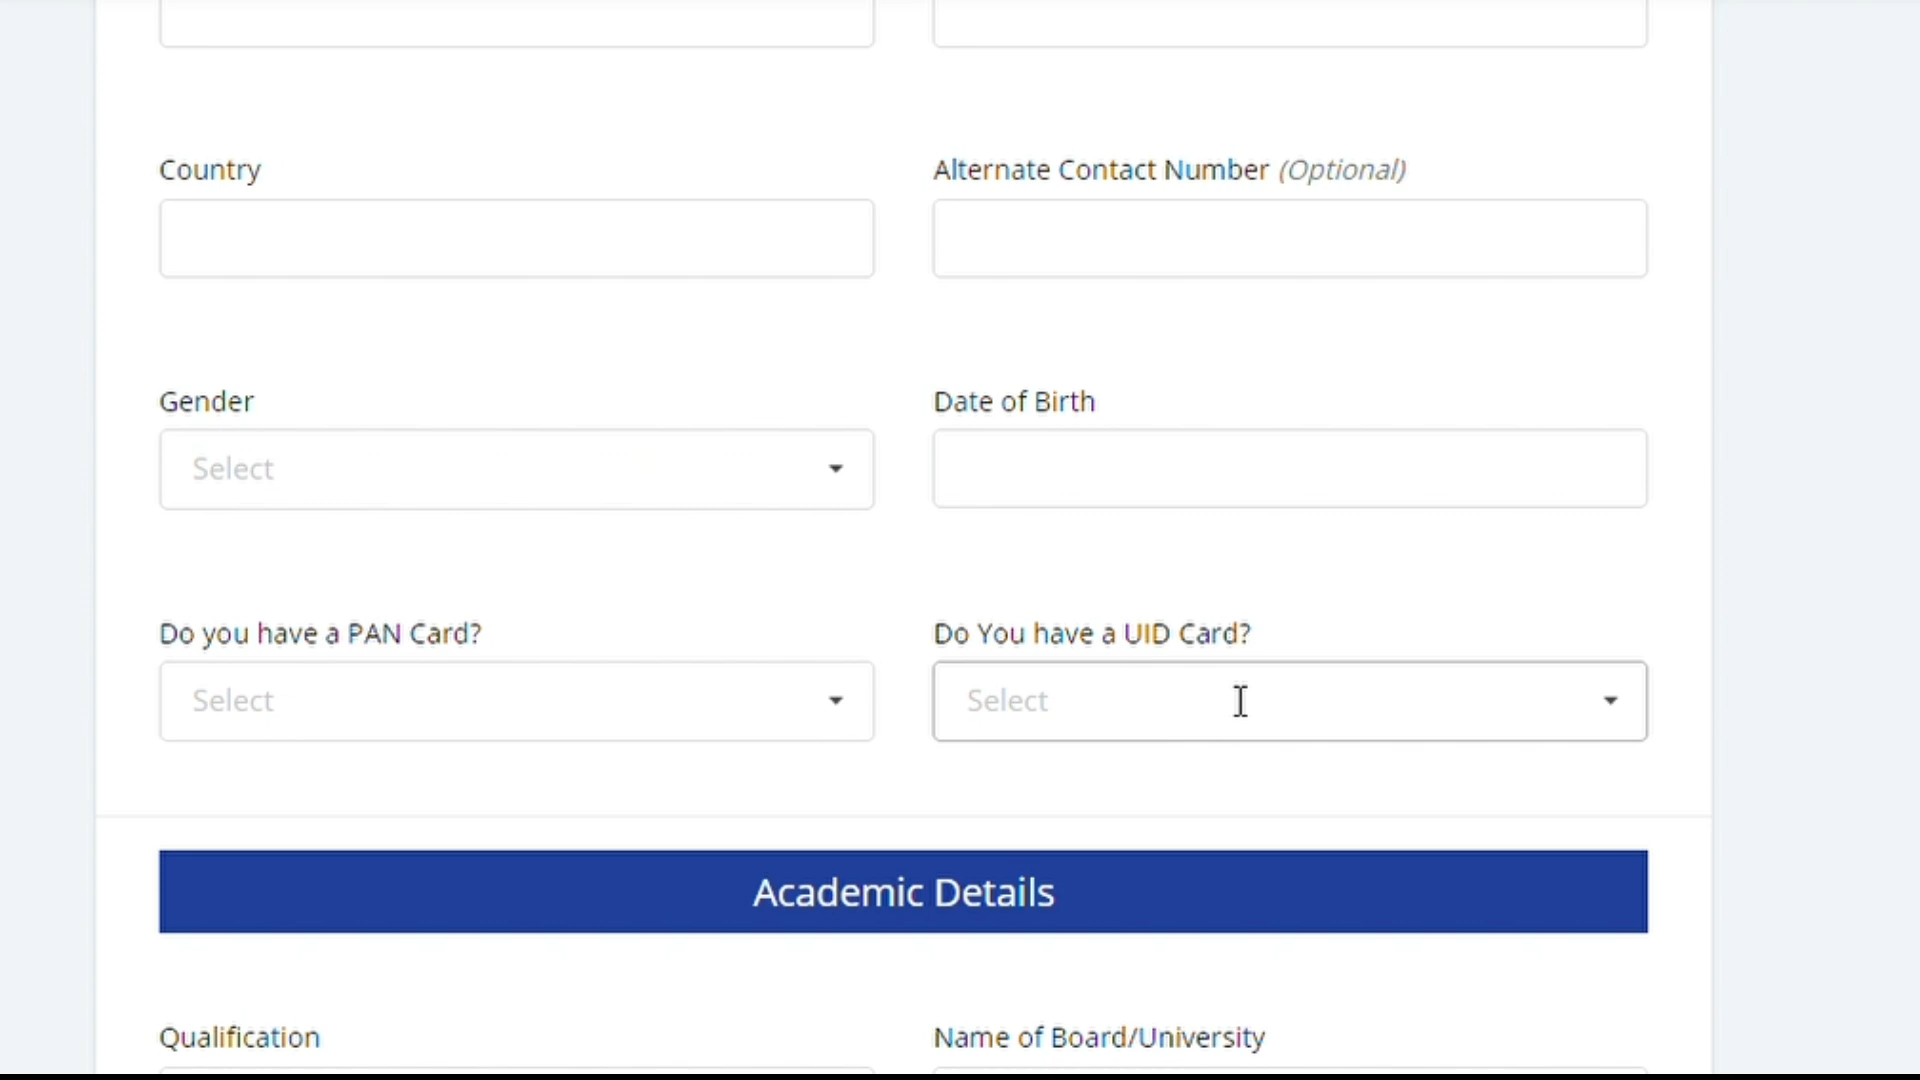 Country
Alternate Contact Number (Optional)
Gender
Date of Birth
Select
Do you have a PAN Card?
Do You have a UID Card?
Select
Select
Academic Details
Qualification
Name of Board/University